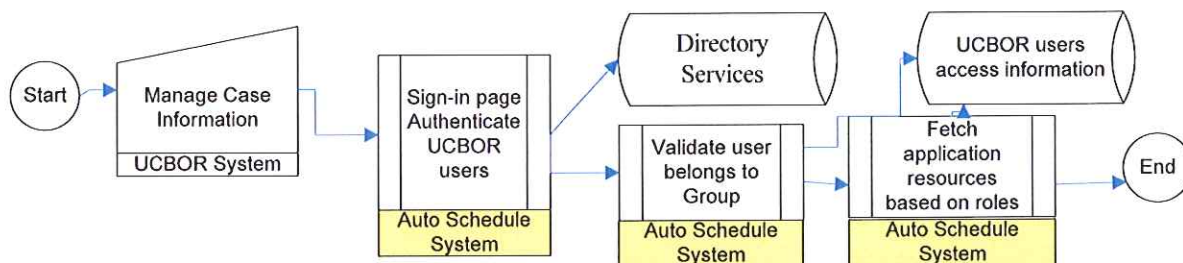 Start
Manage Case
Information
UCBOR System
Sign-in page
Authenticate
UCBOR
users
Auto Schedule
System
Directory
Services
Validate user
belongs to
Group
Auto Schedule
System
UCBOR users
access information
Fetch
application
resources
based on roles
Auto Schedule
System
End